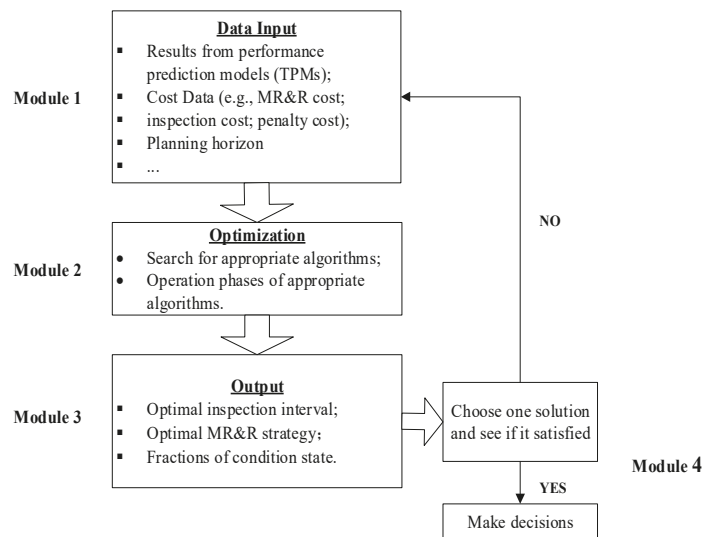 Data Input
▪ Results from performance
prediction models (TPMs);
Module 1
▪ Cost Data (e.g., MR&R cost;
▪ inspection cost; penalty cost);
▪ Planning horizon
▪ ...
NO
Optimization
Module 2
● Search for appropriate algorithms;
● Operation phases of appropriate
algorithms.
Output
Module 3
▪ Optimal inspection interval;
▪ Optimal MR&R strategy;
▪ Fractions of condition state.
Choose one solution
and see if it satisfied
Module 4
YES
Make decisions